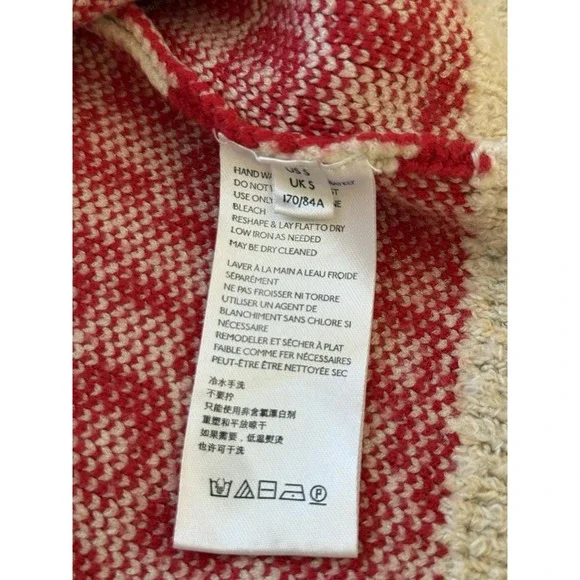 US S
UK S
170/84A
HAND WA
DO NOT
USE ONLY NE
BLEACH
RESHAPE & LAY FLAT TO DRY
LOW IRON AS NEEDED
MAY BE DRY CLEANED
LAVER À LA MAIN A LEAU FROIDE
SÉPARÉMENT
NE PAS FROISSER NI TORDRE
UTILISER UN AGENT DE
BLANCHIMENT SANS CHLORE SI
NÉCESSAIRE
REMODELER ET SÉCHER À PLAT
FAIBLE COMME FER NÉCESSAIRES
PEUT-ÊTRE ÊTRE NETTOYÉE SEC
冷水手洗
不要拧
只能使用非含氯漂白剂
重塑和平放晾干
如果需要，低温熨烫
也许可干洗
P